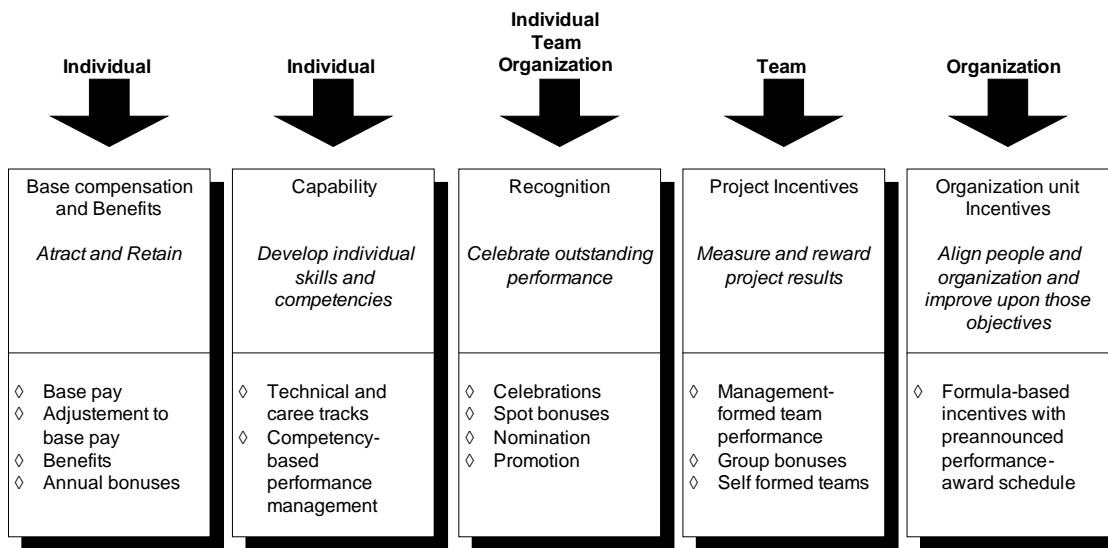 Individual
Individual
Individual
Team
Organization
Team
Organization
Base compensation
and Benefits
Atract and Retain
◊ Base pay
◊ Adjustement to
base pay
◊ Benefits
◊ Annual bonuses
Capability
Develop individual
skills and
competencies
◊ Technical and
caree tracks
◊ Competency-
based
performance
management
Recognition
Celebrate outstanding
performance
◊ Celebrations
◊ Spot bonuses
◊ Nomination
◊ Promotion
Project Incentives
Measure and reward
project results
◊ Management-
formed team
performance
◊ Group bonuses
◊ Self formed teams
Organization unit
Incentives
Align people and
organization and
improve upon those
objectives
◊ Formula-based
incentives with
preannounced
performance-
award schedule